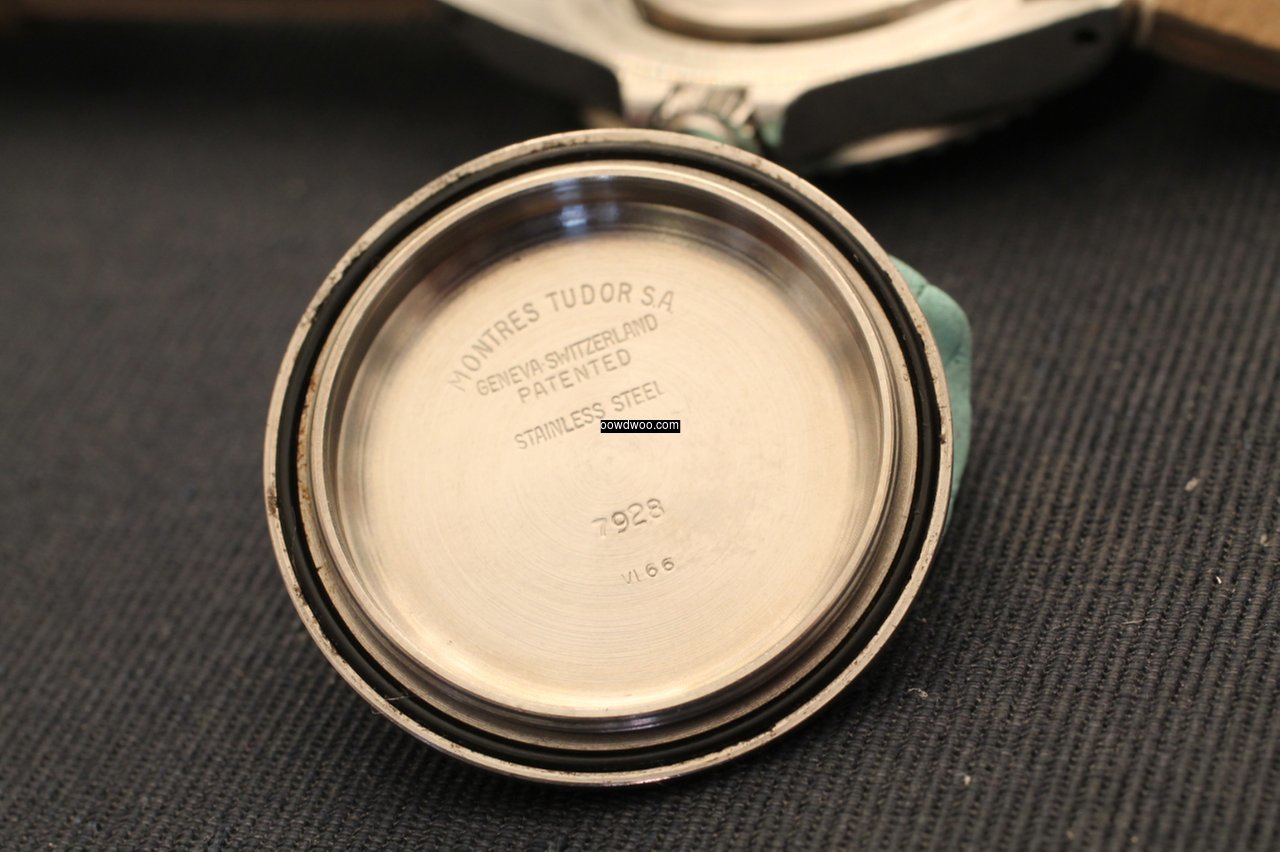 MONTRES TUDOR S.A.
GENEVA-SWITZERLAND
PATENTED
STAINLESS STEEL
oowdwoo.com
7928
VI 66